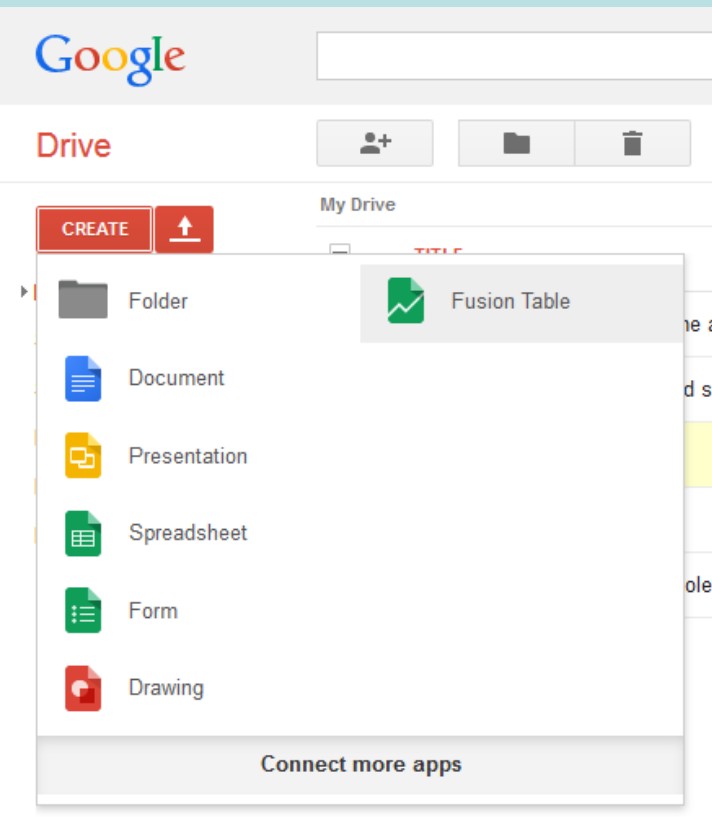 Google
Drive
CREATE
My Drive
TITLE
Folder
Fusion Table
Document
Presentation
Spreadsheet
Form
Drawing
Connect more apps